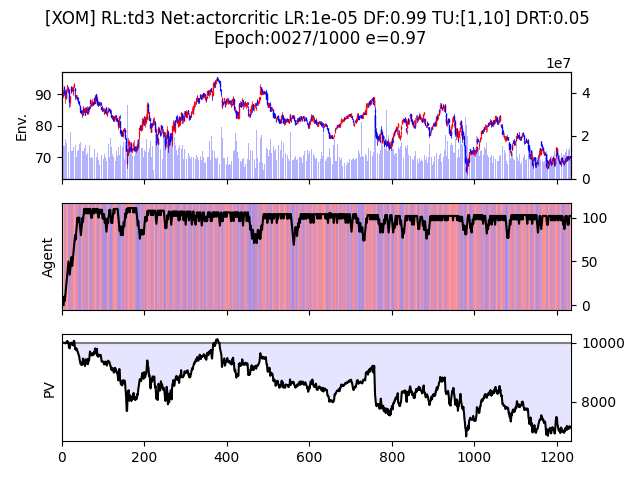 [XOM] RL:td3 Net:actorcritic LR:1e-05 DF:0.99 TU:[1,10] DRT:0.05
Epoch:0027/1000 e=0.97
1e7
Env.
90
80
70
4
2
0
Agent
100
50
0
PV
10000
8000
0 200 400 600 800 1000 1200